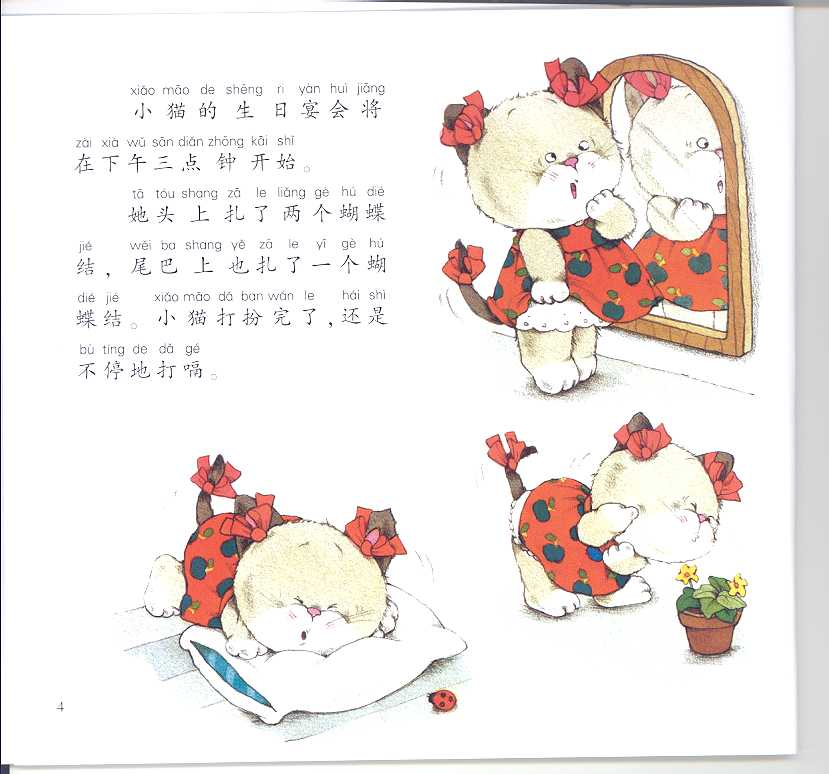 xiǎo māo de shēng rì yàn huì jiāng
小猫的生日宴会将
zài xià wǔ sān diǎn zhōng kāi shǐ
在下午三点钟开始。
tā tóu shang zā le liǎng gè hú dié
她头上扎了两个蝴蝶
jié wěi ba shang yě zā le yī gè hú
结，尾巴上也扎了一个蝴
dié jié xiǎo māo dǎ ban wán le hái shì
蝶结。小猫打扮完了，还是
bù tíng de dǎ gé
不停地打嗝。
4